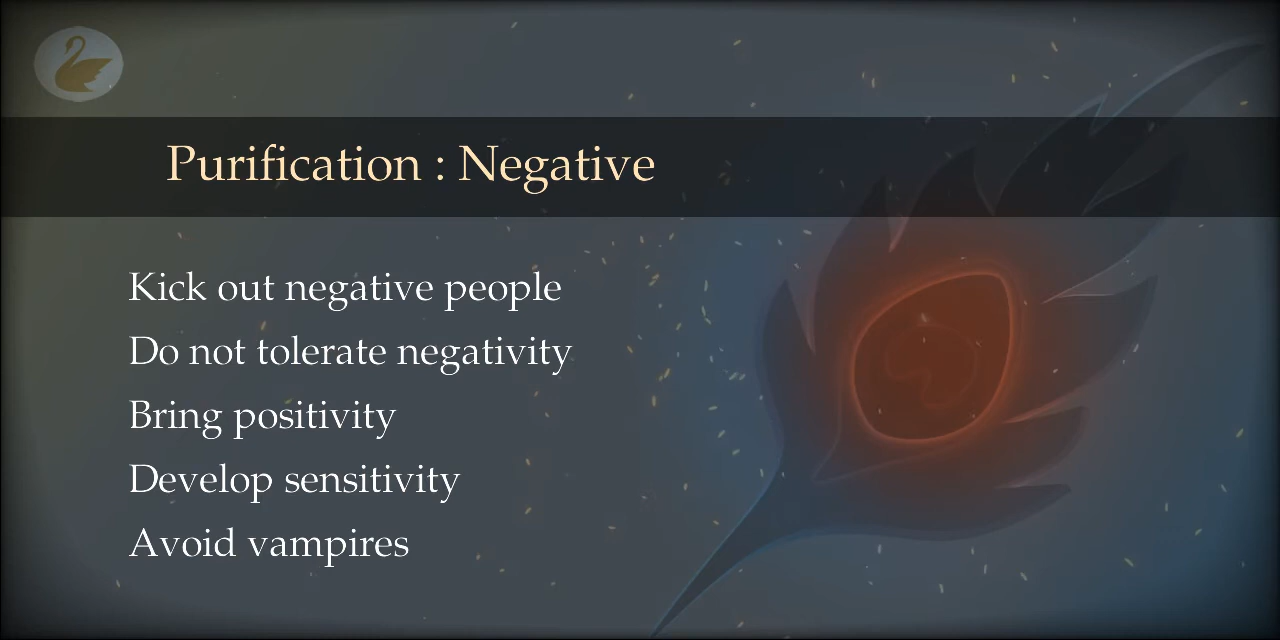 Purification : Negative
Kick out negative people
Do not tolerate negativity
Bring positivity
Develop sensitivity
Avoid vampires